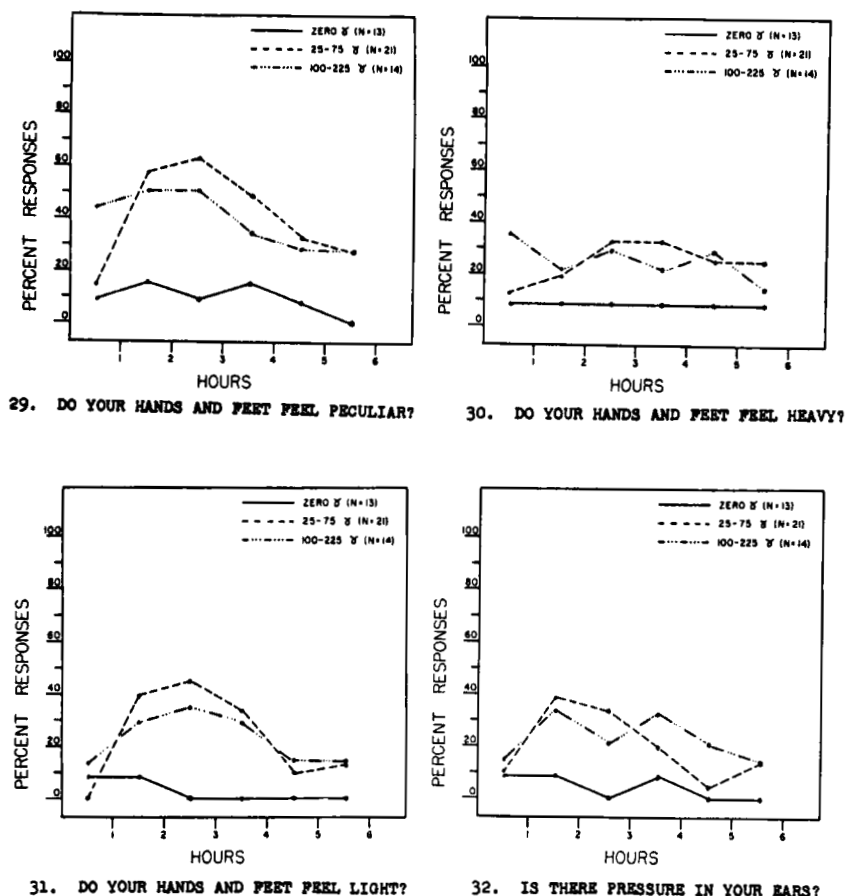 ZERO ɤ (N=13)
25-75 ɤ (N=21)
100-225 ɤ (N=14)
100
80
60
40
20
0
PERCENT RESPONSES
1 2 3 4 5 6
HOURS
29. DO YOUR HANDS AND FEET FEEL PECULIAR?
ZERO ɤ (N=13)
25-75 ɤ (N=21)
100-225 ɤ (N=14)
100
80
60
40
20
0
PERCENT RESPONSES
1 2 3 4 5 6
HOURS
30. DO YOUR HANDS AND FEET FEEL HEAVY?
ZERO ɤ (N=13)
25-75 ɤ (N=21)
100-225 ɤ (N=14)
100
80
60
40
20
0
PERCENT RESPONSES
1 2 3 4 5 6
HOURS
31. DO YOUR HANDS AND FEET FEEL LIGHT?
ZERO ɤ (N=13)
25-75 ɤ (N=21)
100-225 ɤ (N=14)
100
80
60
40
20
0
PERCENT RESPONSES
1 2 3 4 5 6
HOURS
32. IS THERE PRESSURE IN YOUR EARS?